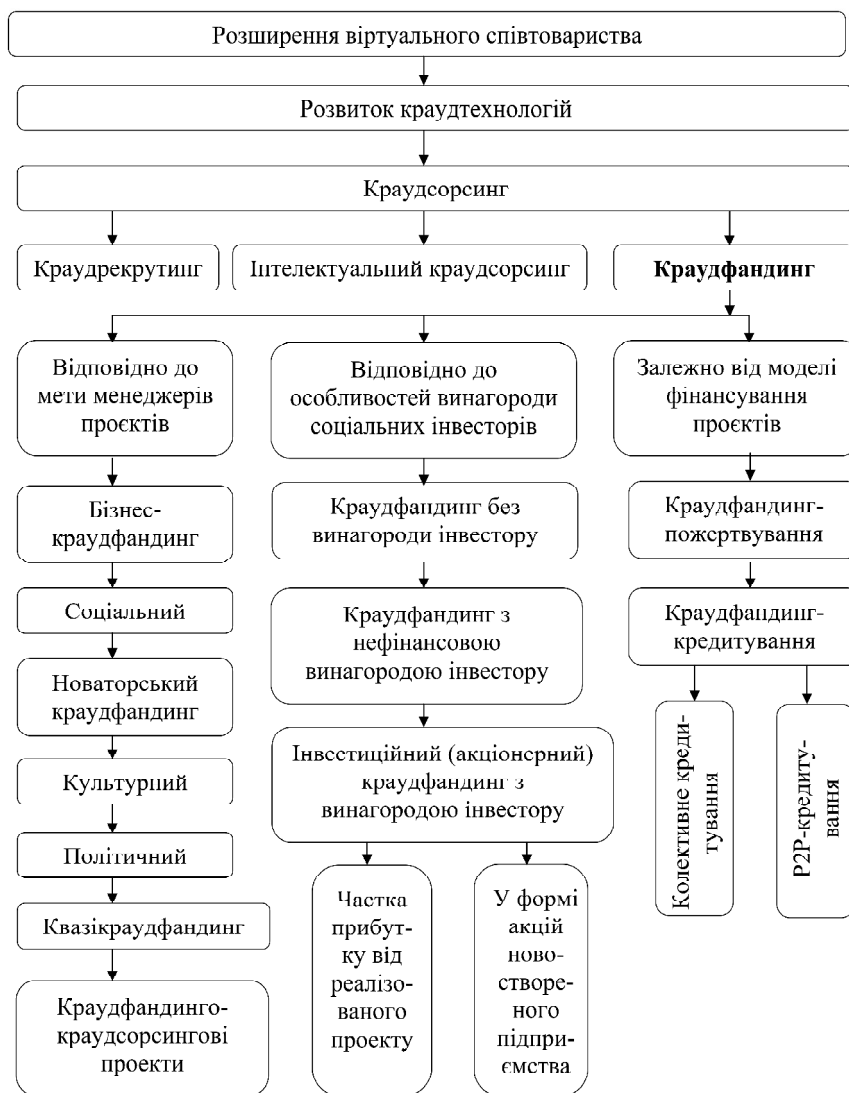 Розширення віртуального співтовариства
Розвиток краудтехнологій
Краудсорсинг
Краудрекрутинг
Інтелектуальний краудсорсинг
Краудфандинг
Відповідно до
мети менеджерів
проєктів
Відповідно до
особливостей винагороди
соціальних інвесторів
Залежно від моделі
фінансування
проєктів
Бізнес-
краудфандинг
Соціальний
Новаторський
краудфандинг
Культурний
Політичний
Квазікраудфандинг
Краудфандинго-
краудсорсингові
проекти
Краудфандинг без
винагороди інвестору
Краудфандинг з
нефінансовою
винагородою інвестору
Інвестиційний (акціонерний)
краудфандинг з
винагородою інвестору
Частка
прибут-
ку від
реалізо-
ваного
проекту
У формі
акцій
ново-
створе-
ного
підпри-
ємства
Краудфандинг-
пожертвування
Краудфандинг-
кредитування
Колективне креди-
тування
P2P-кредиту-
вання